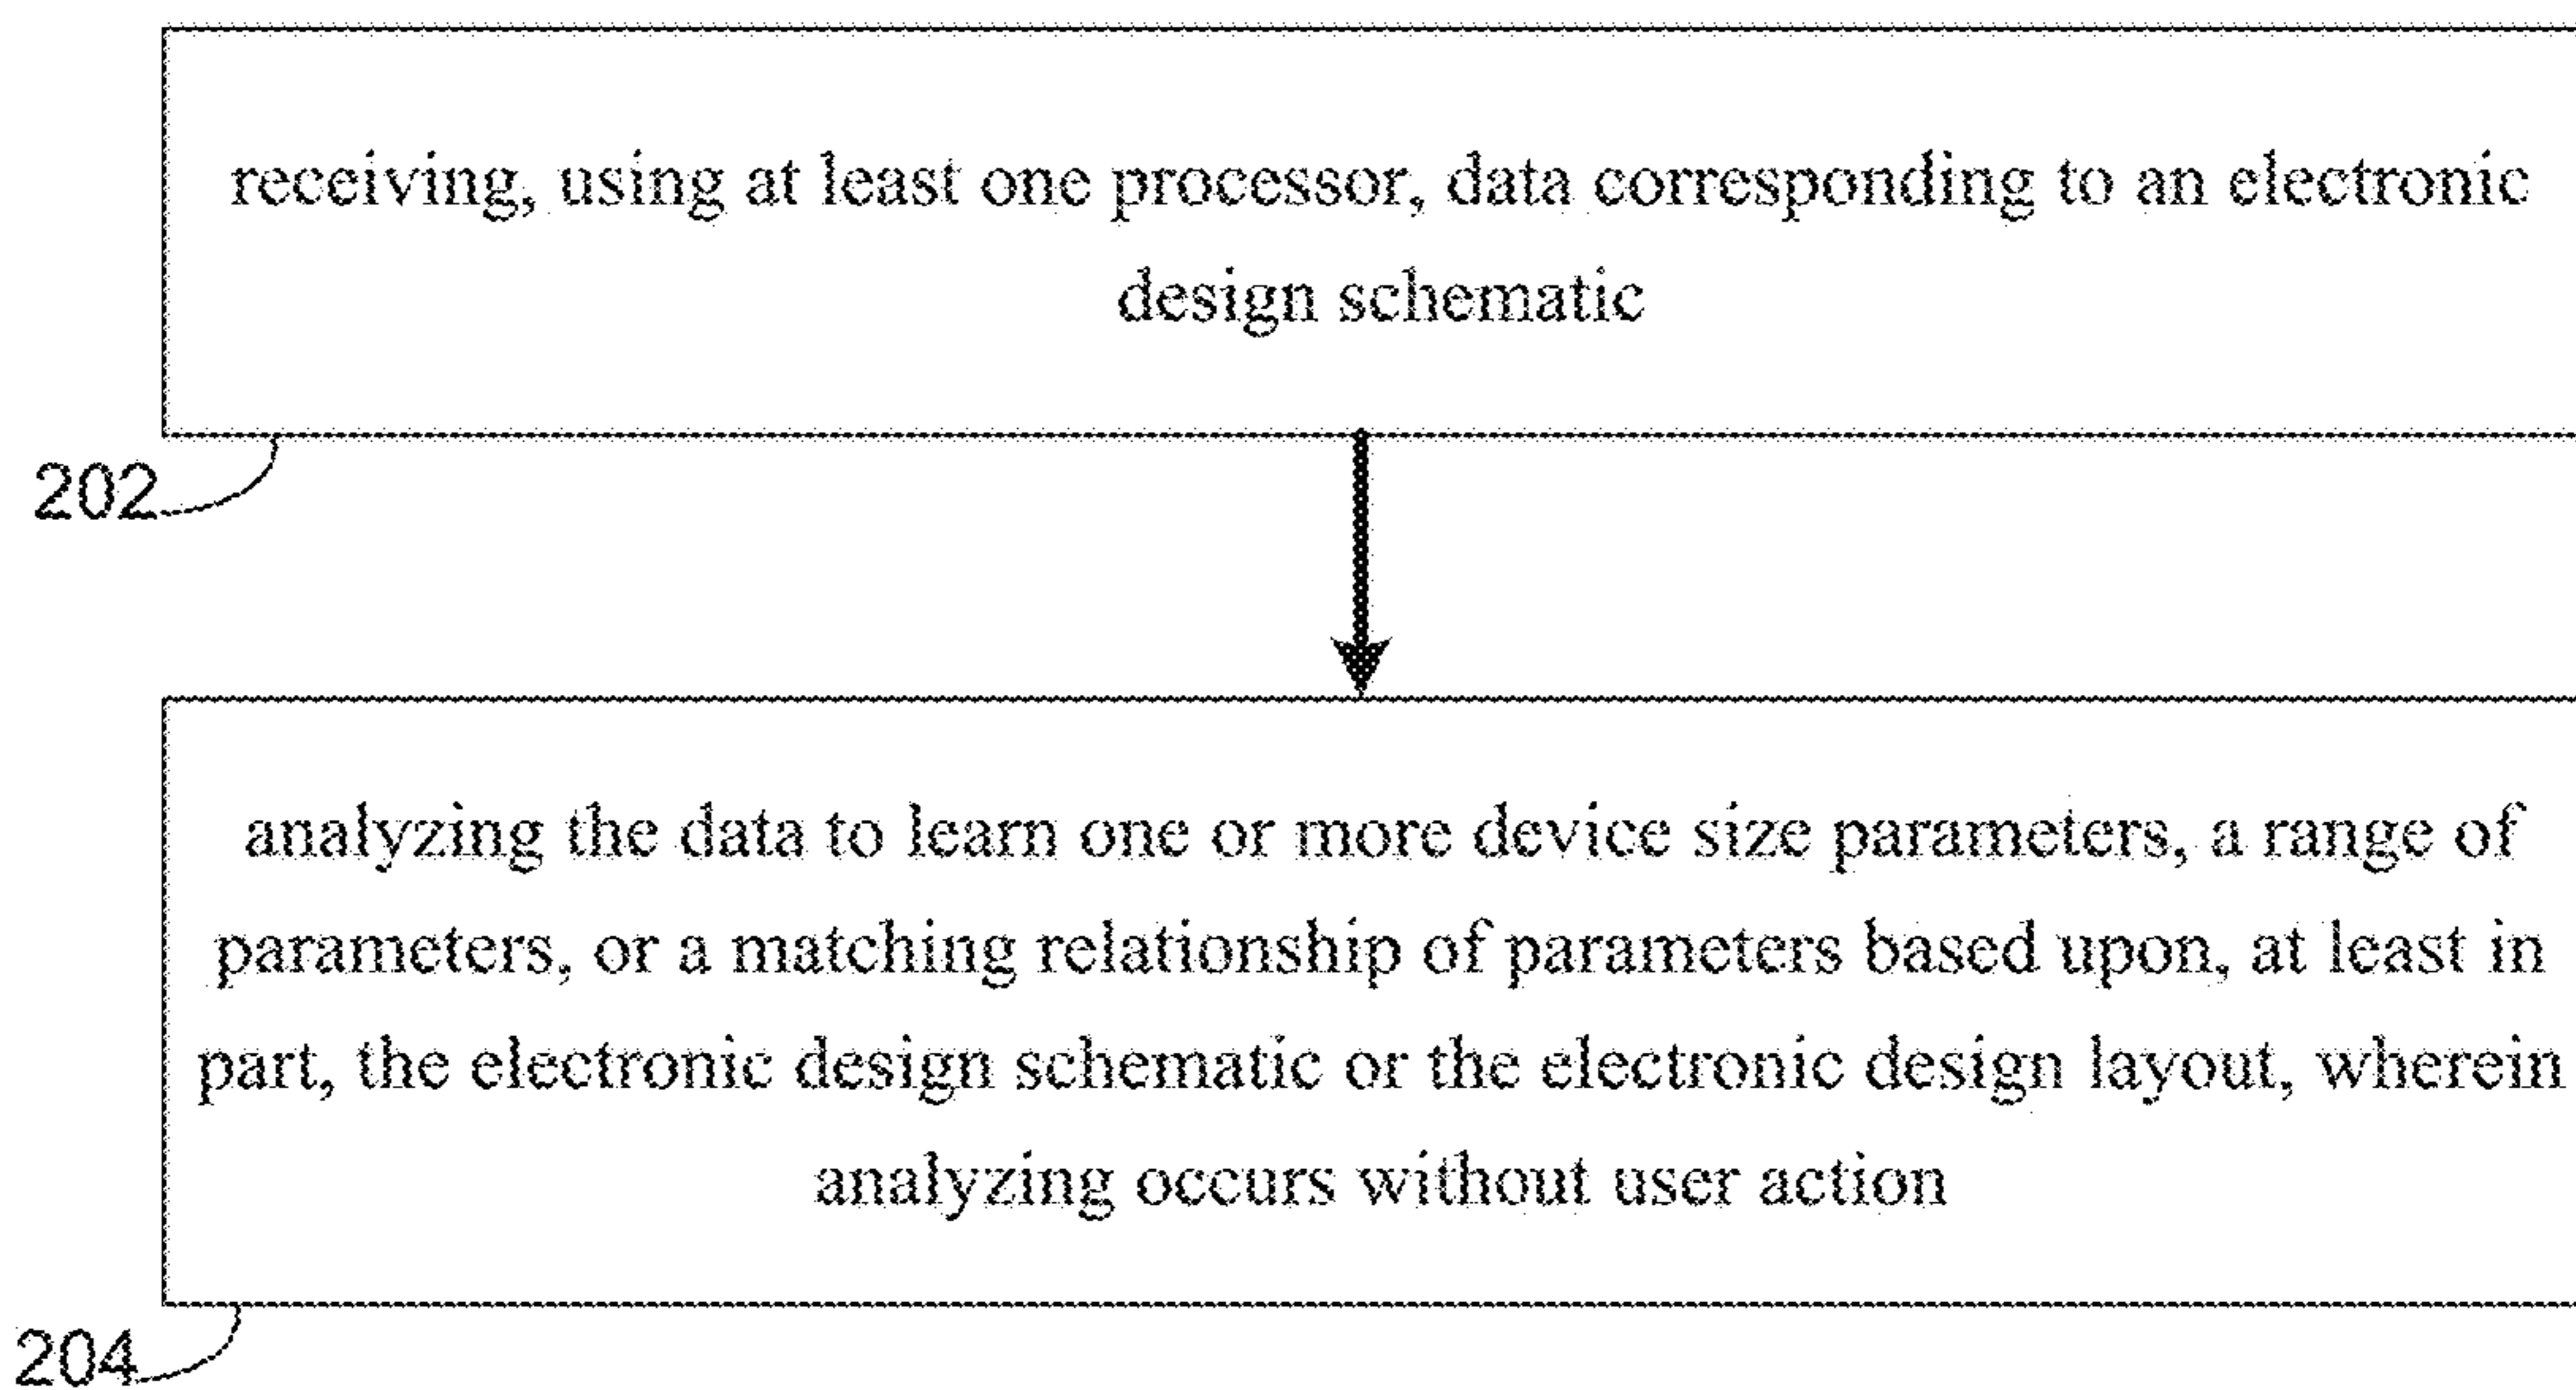 receiving, using at least one processor, data corresponding to an electronic
design schematic
202
analyzing the data to learn one or more device size parameters, a range of
parameters, or a matching relationship of parameters based upon, at least in
part, the electronic design schematic or the electronic design layout, wherein
analyzing occurs without user action
204